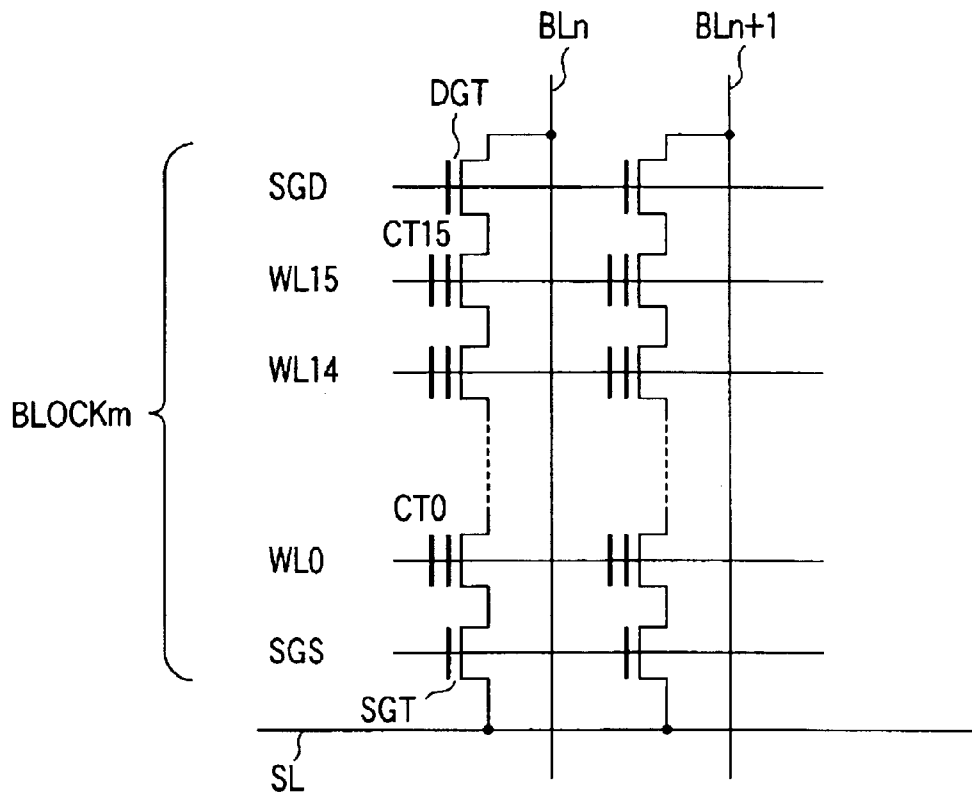 BLn
BLn+1
DGT
SGD
CT15
WL15
WL14
BLOCKm
CT0
WL0
SGS
SGT
SL